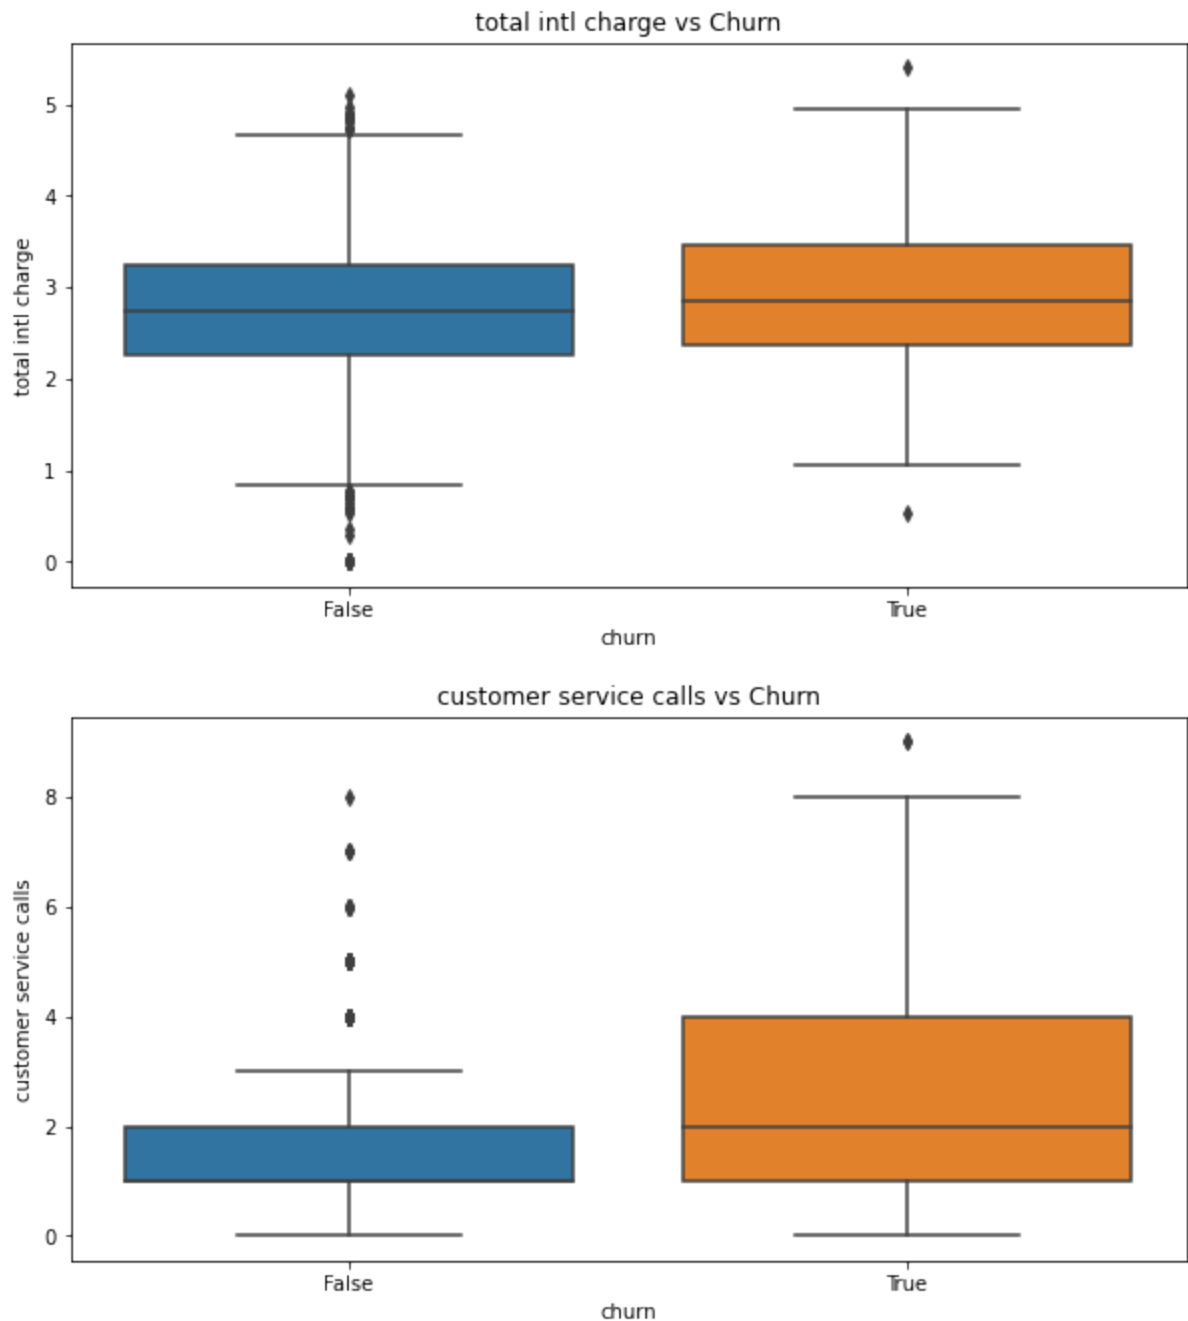 total intl charge vs Churn
total intl charge
5
4
3
2
1
0
False True
churn
customer service calls vs Churn
customer service calls
8
6
4
2
0
False True
churn